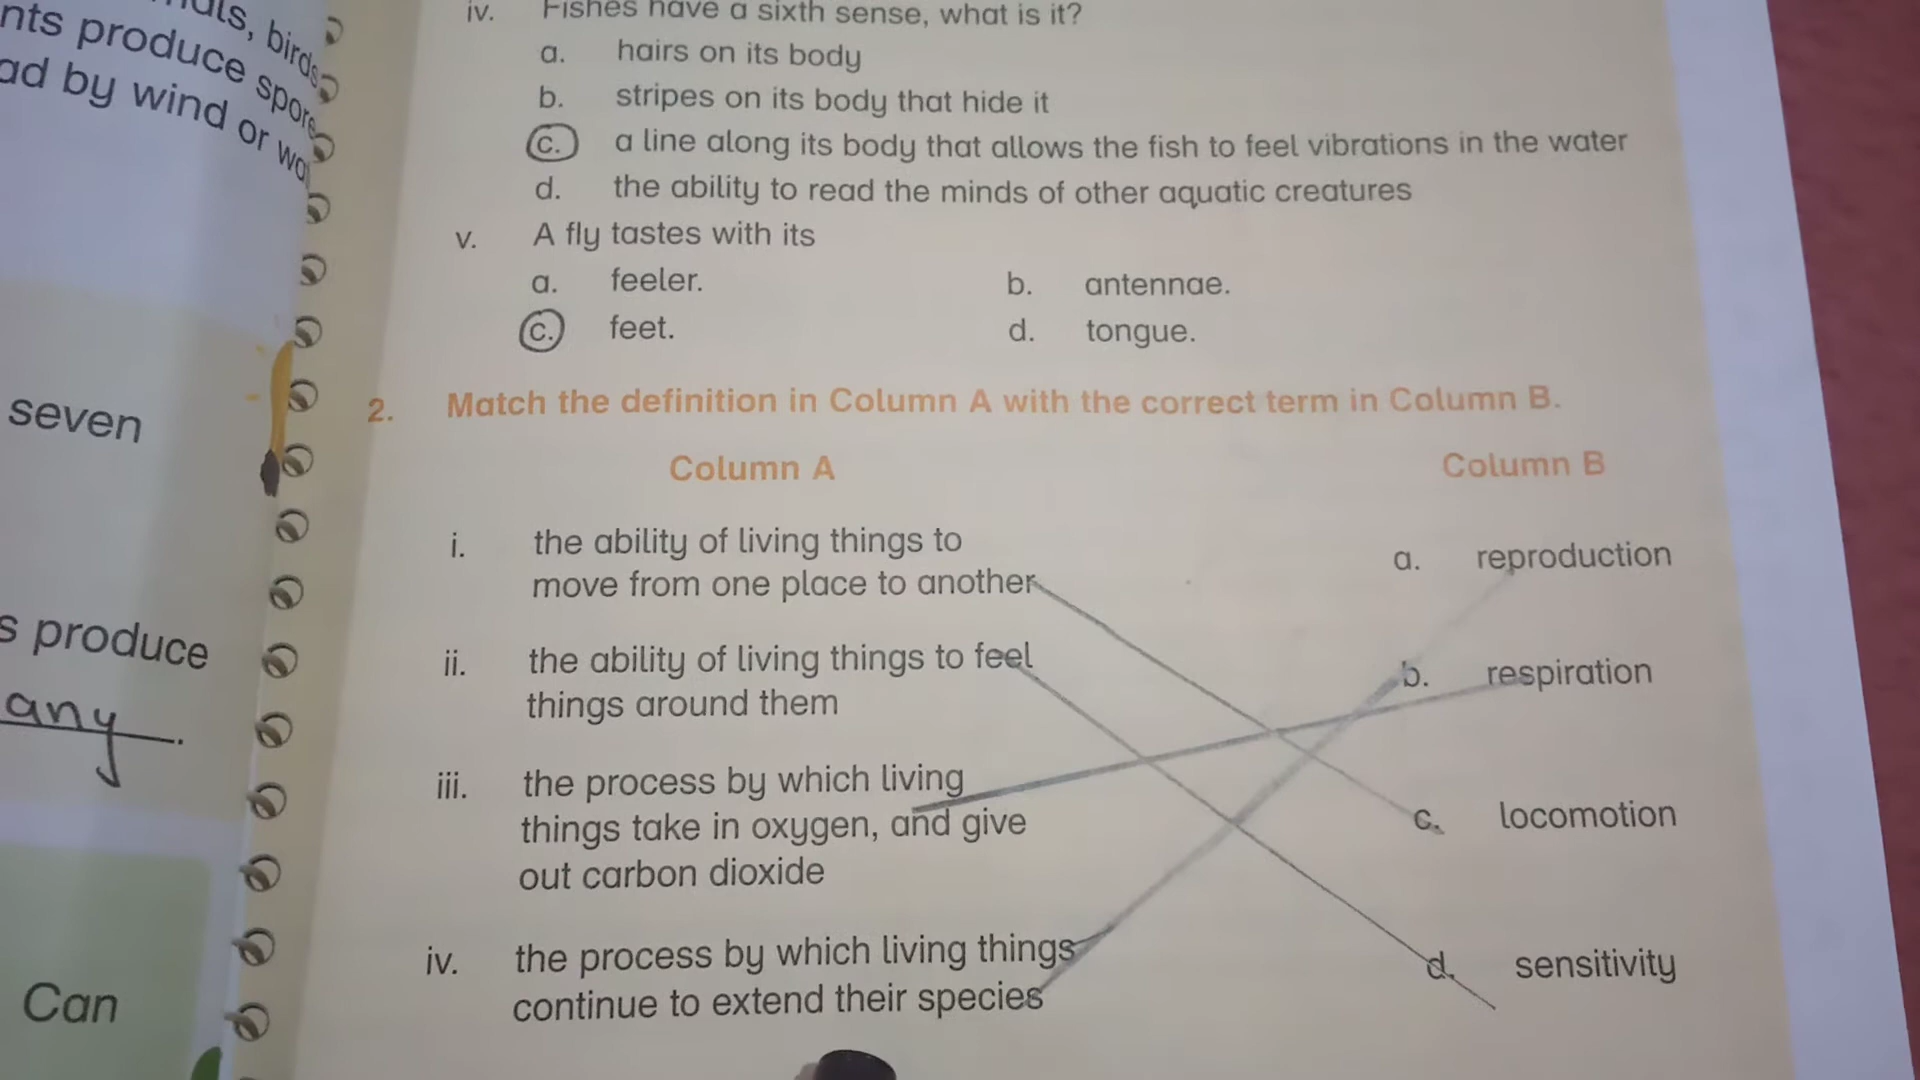 birds
nts produce
ad by wind or
seven
s produce
any.
Can
iv. Fishes have a sixth sense, what is it?
a. hairs on its body
b. stripes on its body that hide it
c. a line along its body that allows the fish to feel vibrations in the water
d. the ability to read the minds of other aquatic creatures
v. A fly tastes with its
a. feeler. b. antennae.
c. feet. d. tongue.
2. Match the definition in Column A with the correct term in Column B.
Column A Column B
i. the ability of living things to
move from one place to another
a. reproduction
ii. the ability of living things to feel
things around them
b. respiration
iii. the process by which living
things take in oxygen, and give
out carbon dioxide
c. locomotion
iv. the process by which living things
continue to extend their species
d. sensitivity